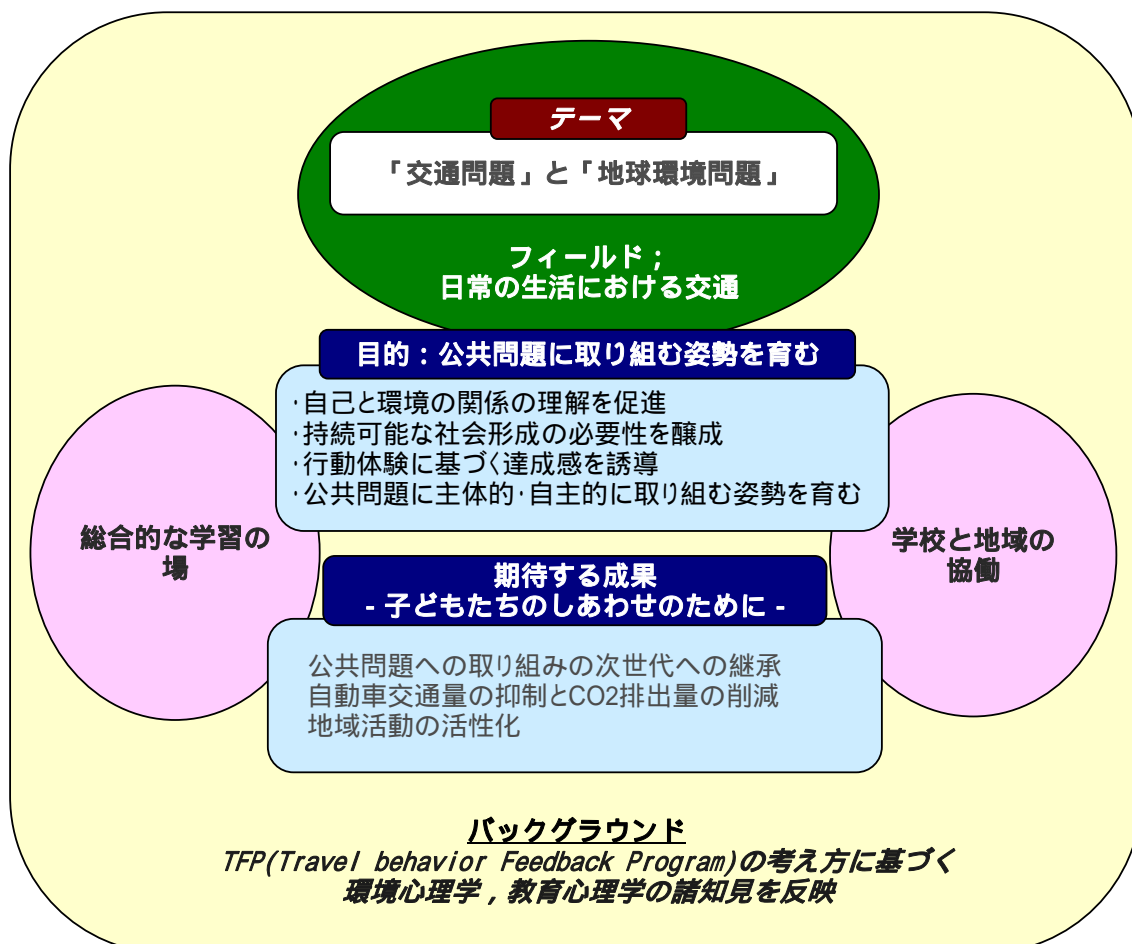 テーマ
「交通問題」と「地球環境問題」
フィールド；
日常の生活における交通
目的：公共問題に取り組む姿勢を育む
・自己と環境の関係の理解を促進
・持続可能な社会形成の必要性を醸成
・行動体験に基づく達成感を誘導
・公共問題に主体的・自主的に取り組む姿勢を育む
総合的な学習の
場
学校と地域の
協働
期待する成果
- 子どもたちのしあわせのために -
公共問題への取り組みの次世代への継承
自動車交通量の抑制とCO2排出量の削減
地域活動の活性化
バックグラウンド
TFP(Travel behavior Feedback Program)の考え方に基づく
環境心理学，教育心理学の諸知見を反映